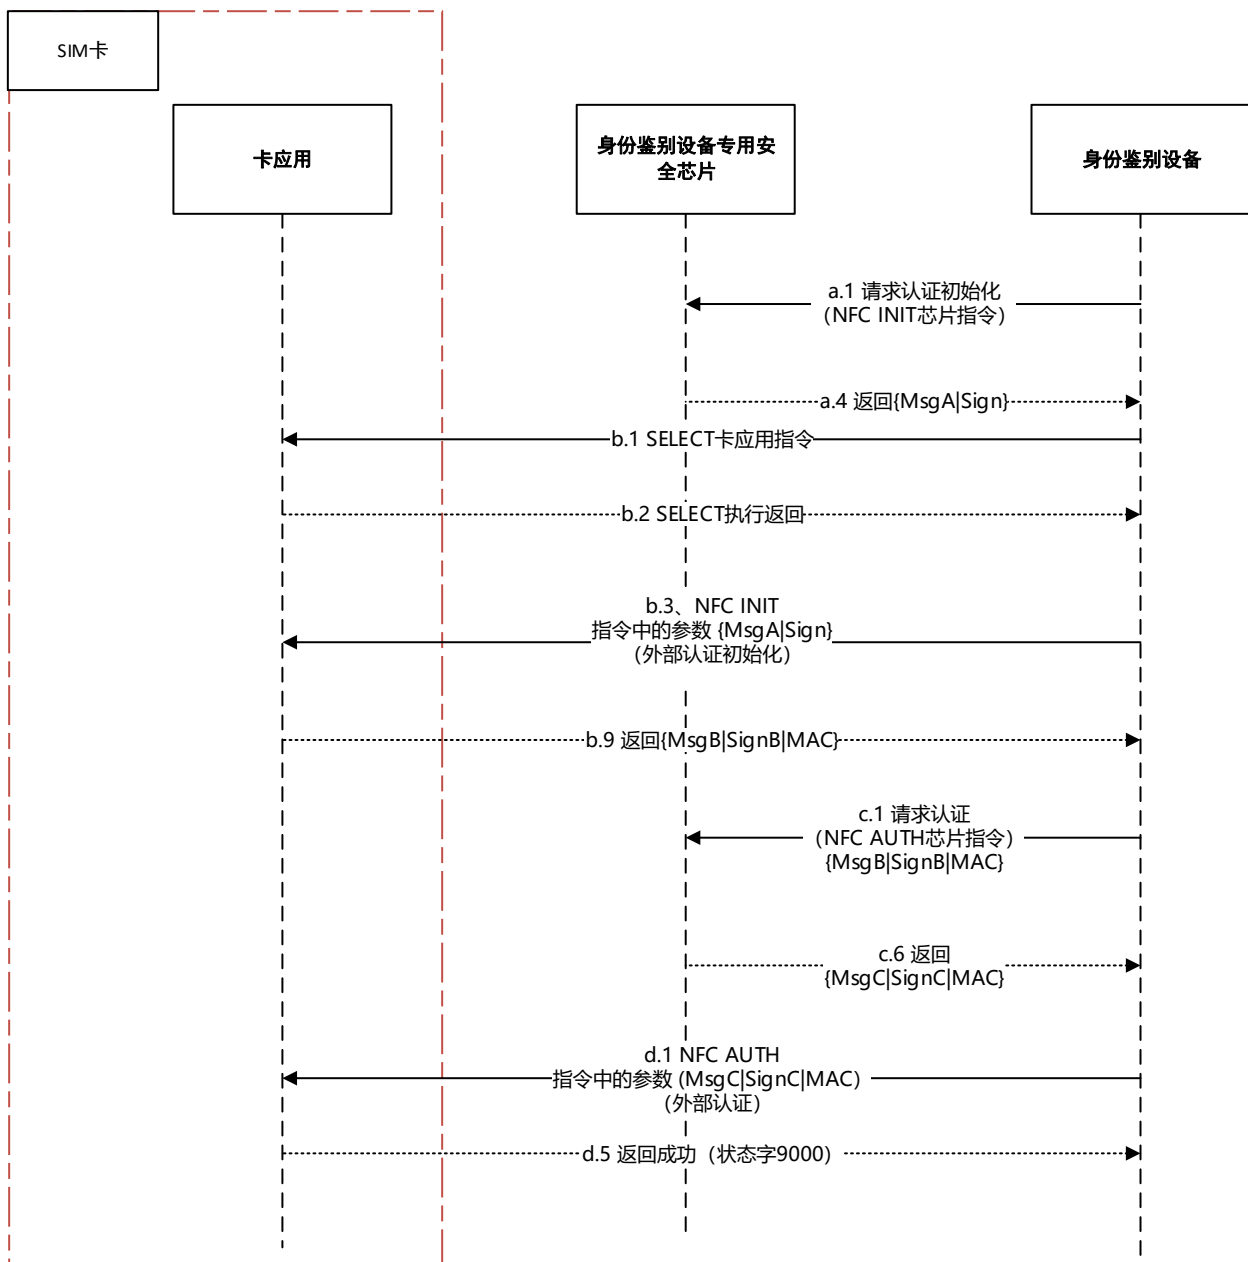 SIM卡
卡应用
身份鉴别设备专用安
全芯片
身份鉴别设备
a.1 请求认证初始化
（NFC INIT芯片指令）
a.4 返回{MsgA|Sign}
b.1 SELECT卡应用指令
b.2 SELECT执行返回
b.3、NFC INIT
指令中的参数 {MsgA|Sign}
（外部认证初始化）
b.9 返回{MsgB|SignB|MAC}
c.1 请求认证
（NFC AUTH芯片指令）
{MsgB|SignB|MAC}
c.6 返回
{MsgC|SignC|MAC}
d.1 NFC AUTH
指令中的参数 (MsgC|SignC|MAC）
（外部认证）
d.5 返回成功（状态字9000）